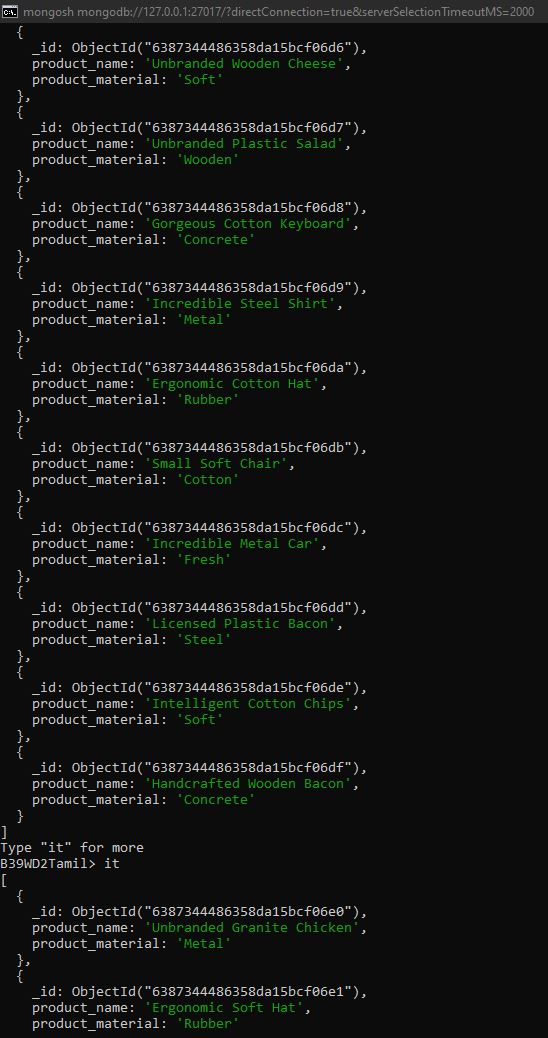 mongosh mongodb://127.0.0.1:27017/?directConnection=true&serverSelectionTimeoutMS=2000
{
_id: ObjectId("6387344486358da15bcf06d6"),
product_name: 'Unbranded Wooden Cheese',
product_material: 'Soft'
},
{
_id: ObjectId("6387344486358da15bcf06d7"),
product_name: 'Unbranded Plastic Salad',
product_material: 'Wooden'
},
{
_id: ObjectId("6387344486358da15bcf06d8"),
product_name: 'Gorgeous Cotton Keyboard',
product_material: 'Concrete'
},
{
_id: ObjectId("6387344486358da15bcf06d9"),
product_name: 'Incredible Steel Shirt',
product_material: 'Metal'
},
{
_id: ObjectId("6387344486358da15bcf06da"),
product_name: 'Ergonomic Cotton Hat',
product_material: 'Rubber'
},
{
_id: ObjectId("6387344486358da15bcf06db"),
product_name: 'Small Soft Chair',
product_material: 'Cotton'
},
{
_id: ObjectId("6387344486358da15bcf06dc"),
product_name: 'Incredible Metal Car',
product_material: 'Fresh'
},
{
_id: ObjectId("6387344486358da15bcf06dd"),
product_name: 'Licensed Plastic Bacon',
product_material: 'Steel'
},
{
_id: ObjectId("6387344486358da15bcf06de"),
product_name: 'Intelligent Cotton Chips',
product_material: 'Soft'
},
{
_id: ObjectId("6387344486358da15bcf06df"),
product_name: 'Handcrafted Wooden Bacon',
product_material: 'Concrete'
}
]
Type "it" for more
B39WD2Tamil> it
[
{
_id: ObjectId("6387344486358da15bcf06e0"),
product_name: 'Unbranded Granite Chicken',
product_material: 'Metal'
},
{
_id: ObjectId("6387344486358da15bcf06e1"),
product_name: 'Ergonomic Soft Hat',
product_material: 'Rubber'